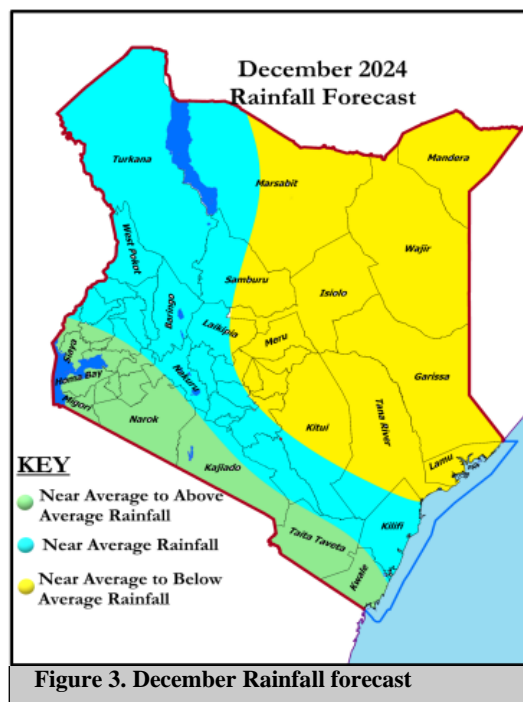 December 2024
Rainfall Forecast
Turkana
Marsabit
Mandera
Wajir
West Pokot
Samburu
Isiolo
Baringo
Laikipia
Meru
Siaya
Homa Bay
Nakuru
Garissa
Migori
Narok
Kitui
Tana River
Kajiado
Lamu
Kilifi
Taita Taveta
Kwale
KEY
Near Average to Above
Average Rainfall
Near Average Rainfall
Near Average to Below
Average Rainfall
Figure 3. December Rainfall forecast